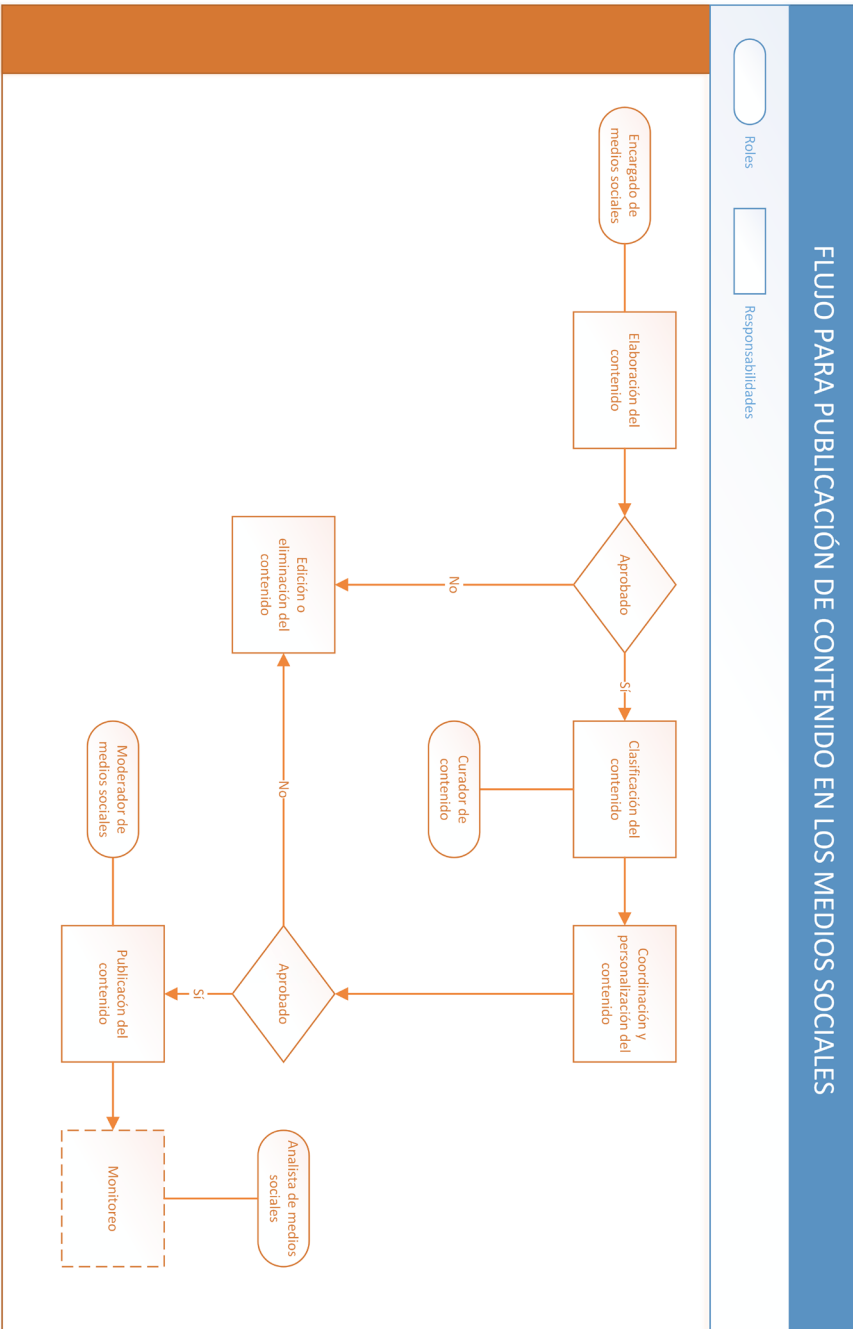 FLUJO PARA PUBLICACIÓN DE CONTENIDO EN LOS MEDIOS SOCIALES
Roles
Responsabilidades
Encargado de
medios sociales
Elaboración del
contenido
Aprobado
Sí
Clasificación del
contenido
Coordinación y
personalización del
contenido
Curador de
contenido
No
Edición o
eliminación del
contenido
No
Aprobado
Sí
Analista de medios
sociales
Moderador de
medios sociales
Publicacón del
contenido
Monitoreo